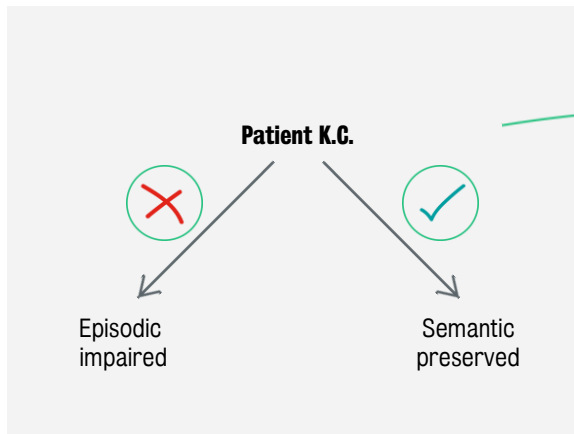 Patient K.C.
Episodic
impaired
Semantic
preserved